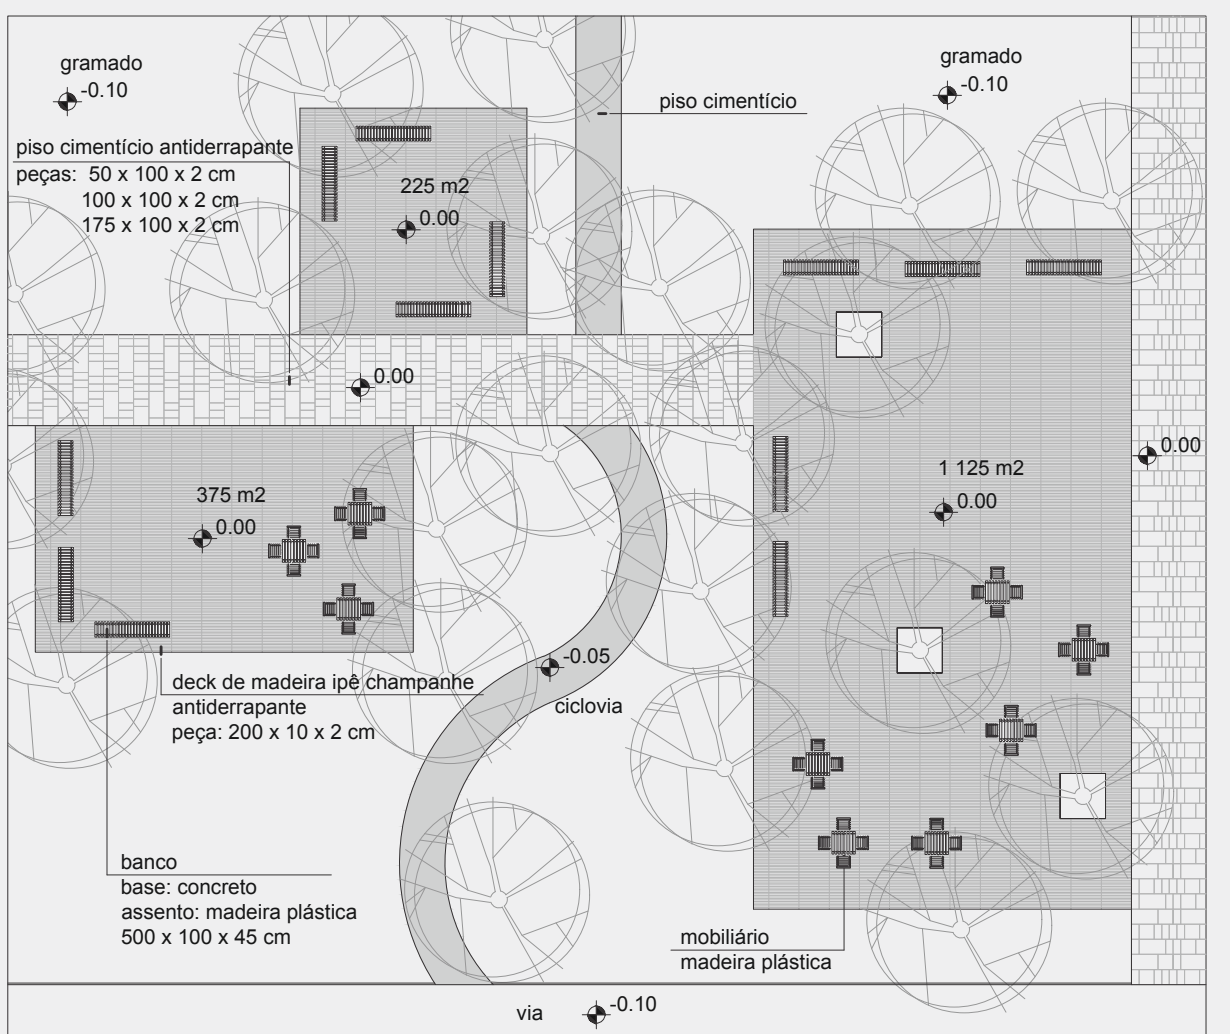 gramado
-0.10
gramado
-0.10
piso cimentício
piso cimentício antiderrapante
peças: 50 x 100 x 2 cm
100 x 100 x 2 cm
175 x 100 x 2 cm
225 m2
0.00
0.00
0.00
1 125 m2
0.00
375 m2
0.00
-0.05
ciclovia
deck de madeira ipê champanhe
antiderrapante
peça: 200 x 10 x 2 cm
banco
base: concreto
assento: madeira plástica
500 x 100 x 45 cm
mobiliário
madeira plástica
via
-0.10